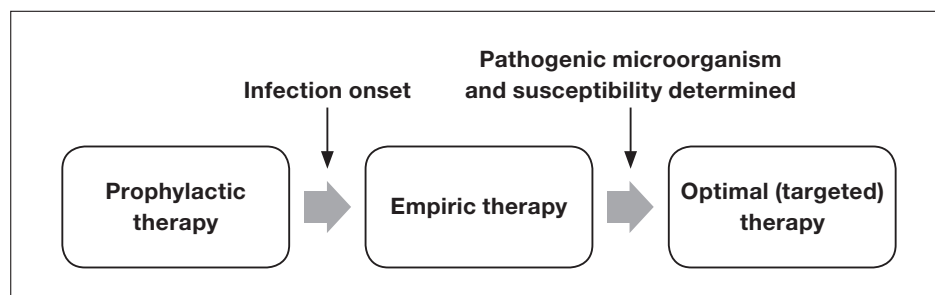 Infection onset
Pathogenic microorganism
and susceptibility determined
Prophylactic
therapy
Empiric therapy
Optimal (targeted)
therapy